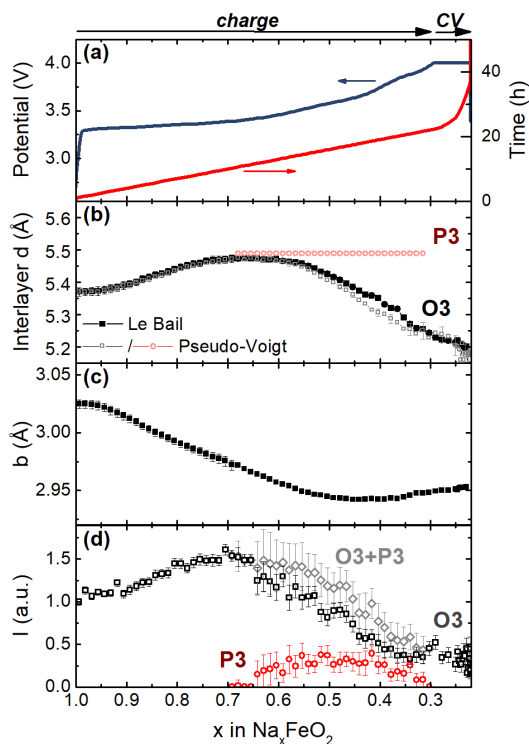 charge CV
(a)
4.0
3.5
3.0
Potential (V)
40
20
0
Time (h)
(b)
P3
5.6
5.5
5.4
5.3
5.2
Interlayer d (Å)
O3
Le Bail
/ Pseudo-Voigt
(c)
3.05
3.00
2.95
b (Å)
(d)
O3+P3
1.5
1.0
0.5
0.0
I (a.u.)
O3
P3
1.0 0.9 0.8 0.7 0.6 0.5 0.4 0.3
x in NaxFeO2